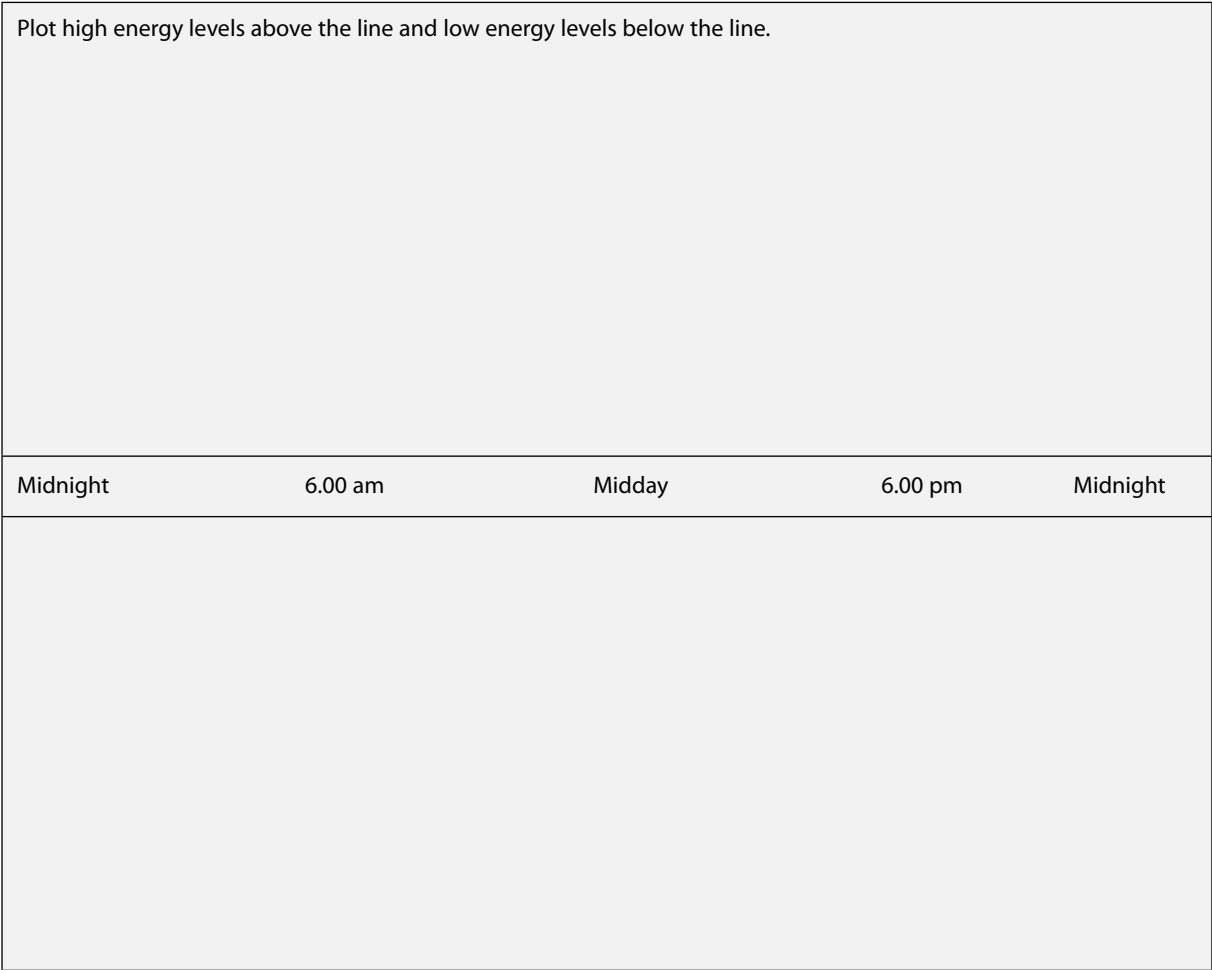 Plot high energy levels above the line and low energy levels below the line.
Midnight 6.00 am Midday 6.00 pm Midnight